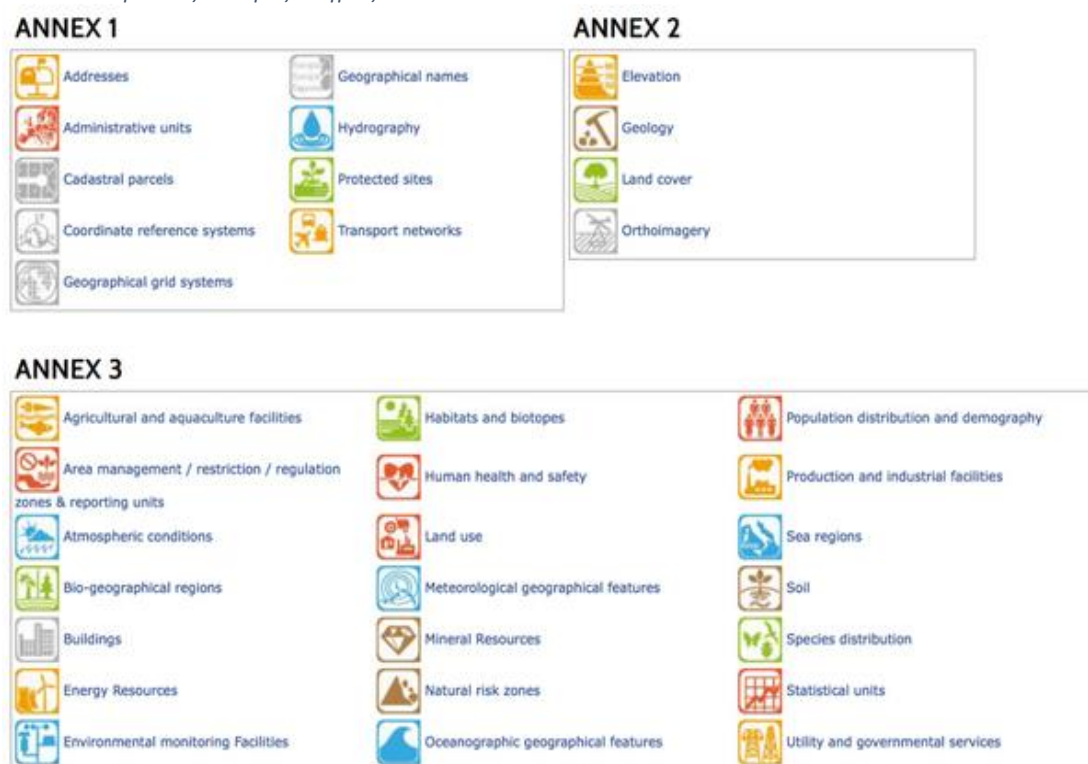 ANNEX 1
Addresses
Administrative units
Cadastral parcels
Coordinate reference systems
Geographical grid systems
Geographical names
Hydrography
Protected sites
Transport networks
ANNEX 2
Elevation
Geology
Land cover
Orthoimagery
ANNEX 3
Agricultural and aquaculture facilities
Area management / restriction / regulation
zones & reporting units
Atmospheric conditions
Bio-geographical regions
Buildings
Energy Resources
Environmental monitoring Facilities
Habitats and biotopes
Human health and safety
Land use
Meteorological geographical features
Mineral Resources
Natural risk zones
Oceanographic geographical features
Population distribution and demography
Production and industrial facilities
Sea regions
Soil
Species distribution
Statistical units
Utility and governmental services